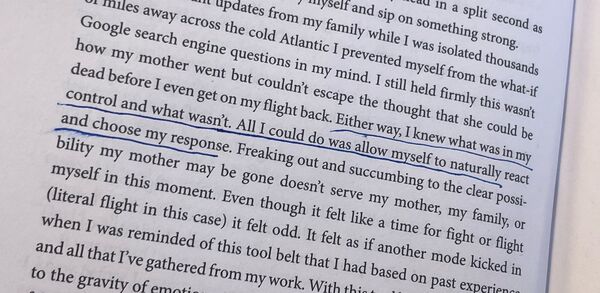 in a split second as
updates from my family while I was isolated thousands
of miles away across the cold Atlantic I prevented myself from the what-if
Google search engine questions in my mind. I still held firmly this wasn't
how my mother went but couldn't escape the thought that she could be
dead before I even get on my flight back. Either way, I knew what was in my
control and what wasn't. All I could do was allow myself to naturally react
and choose my response. Freaking out and succumbing to the clear possi-
bility my mother may be gone doesn't serve my mother, my family, or
myself in this moment. Even though it felt like a time for fight or flight
(literal flight in this case) it felt odd. It felt as if another mode kicked in
when I was reminded of this tool belt that I had based on past experience
and all that I've gathered from my work. With this
to the gravity of